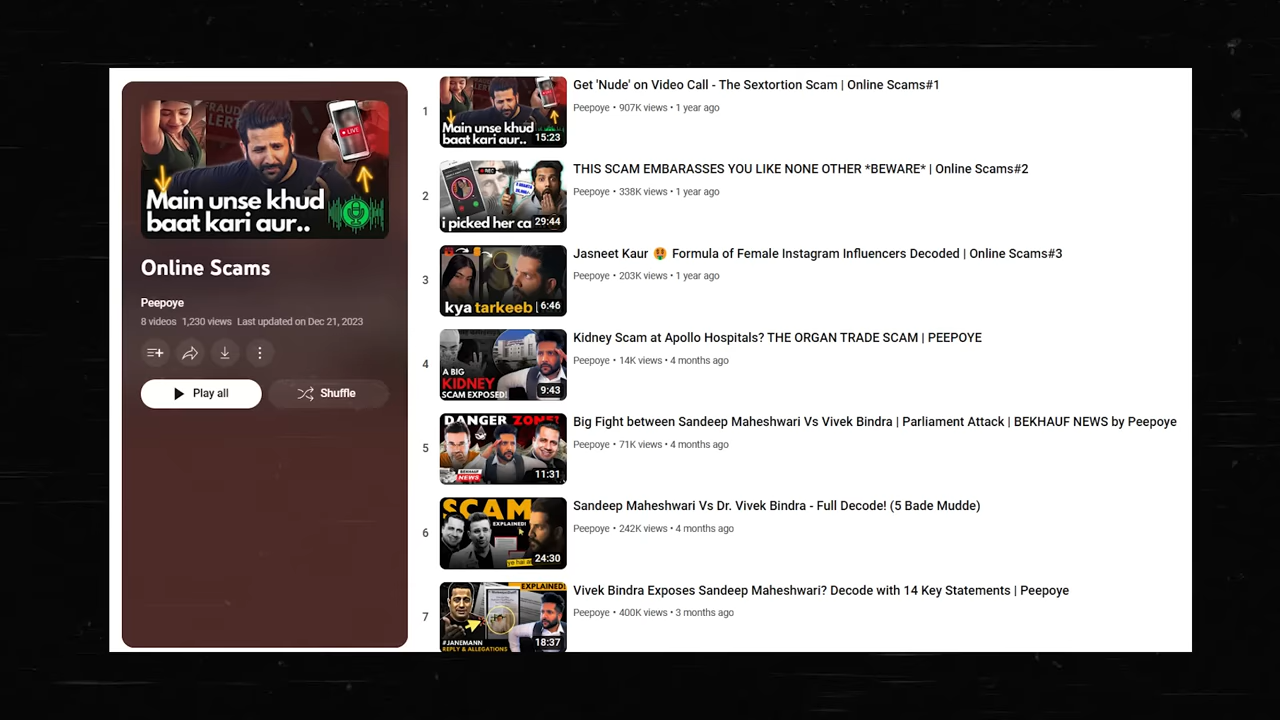 FRAUD
ALERT
LIVE
Main unse khud
baat kari aur..
Online Scams
Peepoye
8 videos 1,230 views Last updated on Dec 21, 2023
Play all
Shuffle
1
Main unse khud
baat kari aur..
15:23
Get 'Nude' on Video Call - The Sextortion Scam | Online Scams#1
Peepoye • 907K views • 1 year ago
2
REC
i picked her ca
29:44
THIS SCAM EMBARASSES YOU LIKE NONE OTHER *BEWARE* | Online Scams#2
Peepoye • 338K views • 1 year ago
3
kya tarkeeb
6:46
Jasneet Kaur 🤑 Formula of Female Instagram Influencers Decoded | Online Scams#3
Peepoye • 203K views • 1 year ago
4
A BIG
KIDNEY
SCAM EXPOSED!
9:43
Kidney Scam at Apollo Hospitals? THE ORGAN TRADE SCAM | PEEPOYE
Peepoye • 14K views • 4 months ago
5
DANGER ZONE!
BEKHAUF
NEWS
11:31
Big Fight between Sandeep Maheshwari Vs Vivek Bindra | Parliament Attack | BEKHAUF NEWS by Peepoye
Peepoye • 71K views • 4 months ago
6
SCAM
EXPLAINED!
24:30
Sandeep Maheshwari Vs Dr. Vivek Bindra - Full Decode! (5 Bade Mudde)
Peepoye • 242K views • 4 months ago
7
EXPLAINED!
#JANEMANN
REPLY & ALLEGATIONS
18:37
Vivek Bindra Exposes Sandeep Maheshwari? Decode with 14 Key Statements | Peepoye
Peepoye • 400K views • 3 months ago